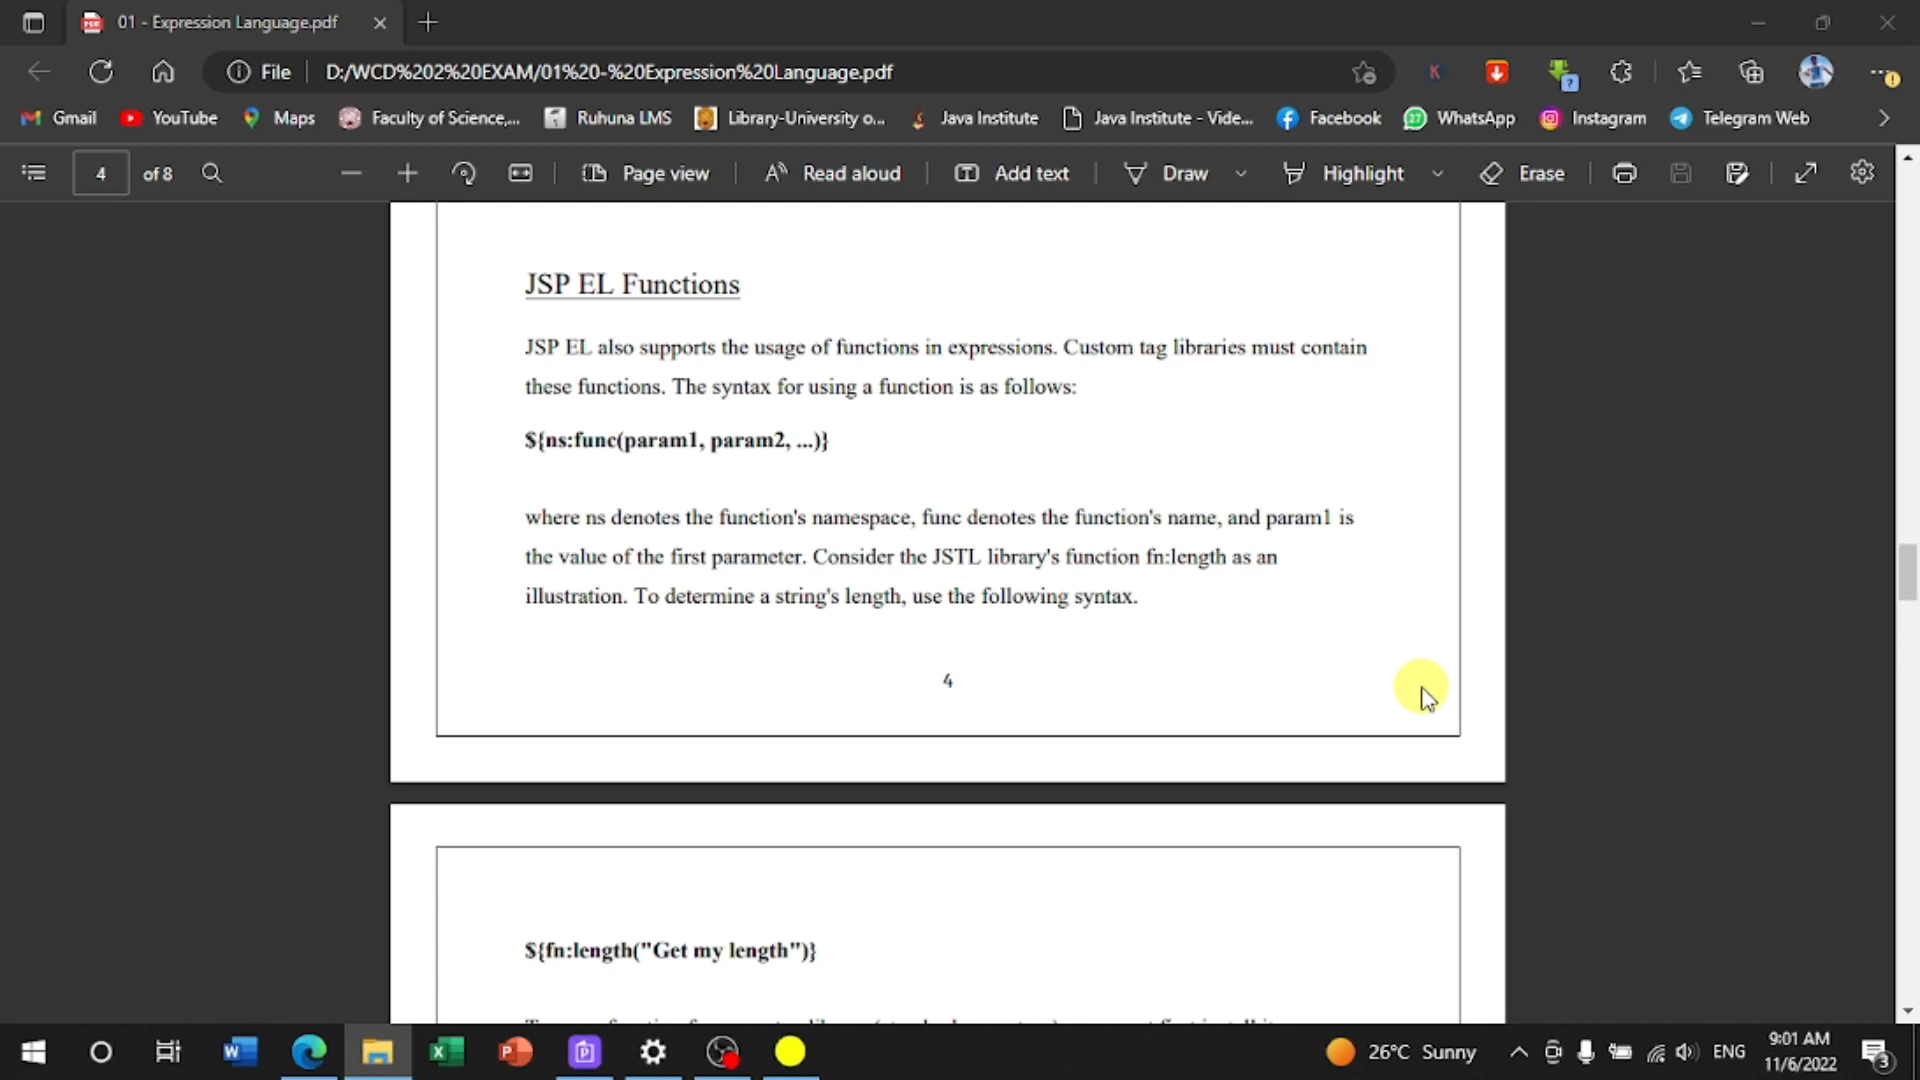 01 - Expression Language.pdf
File
D:/WCD%202%20EXAM/01%20-%20Expression%20Language.pdf
Gmail
YouTube
Maps
Faculty of Science,...
Ruhuna LMS
Library-University o...
Java Institute
Java Institute - Vide...
Facebook
WhatsApp
Instagram
Telegram Web
4 of 8
Page view
Read aloud
Add text
Draw
Highlight
Erase
JSP EL Functions
JSP EL also supports the usage of functions in expressions. Custom tag libraries must contain
these functions. The syntax for using a function is as follows:
${ns:func(param1, param2, ...)}
where ns denotes the function's namespace, func denotes the function's name, and param1 is
the value of the first parameter. Consider the JSTL library's function fn:length as an
illustration. To determine a string's length, use the following syntax.
4
${fn:length("Get my length")}
26°C Sunny
ENG
9:01 AM
11/6/2022
3